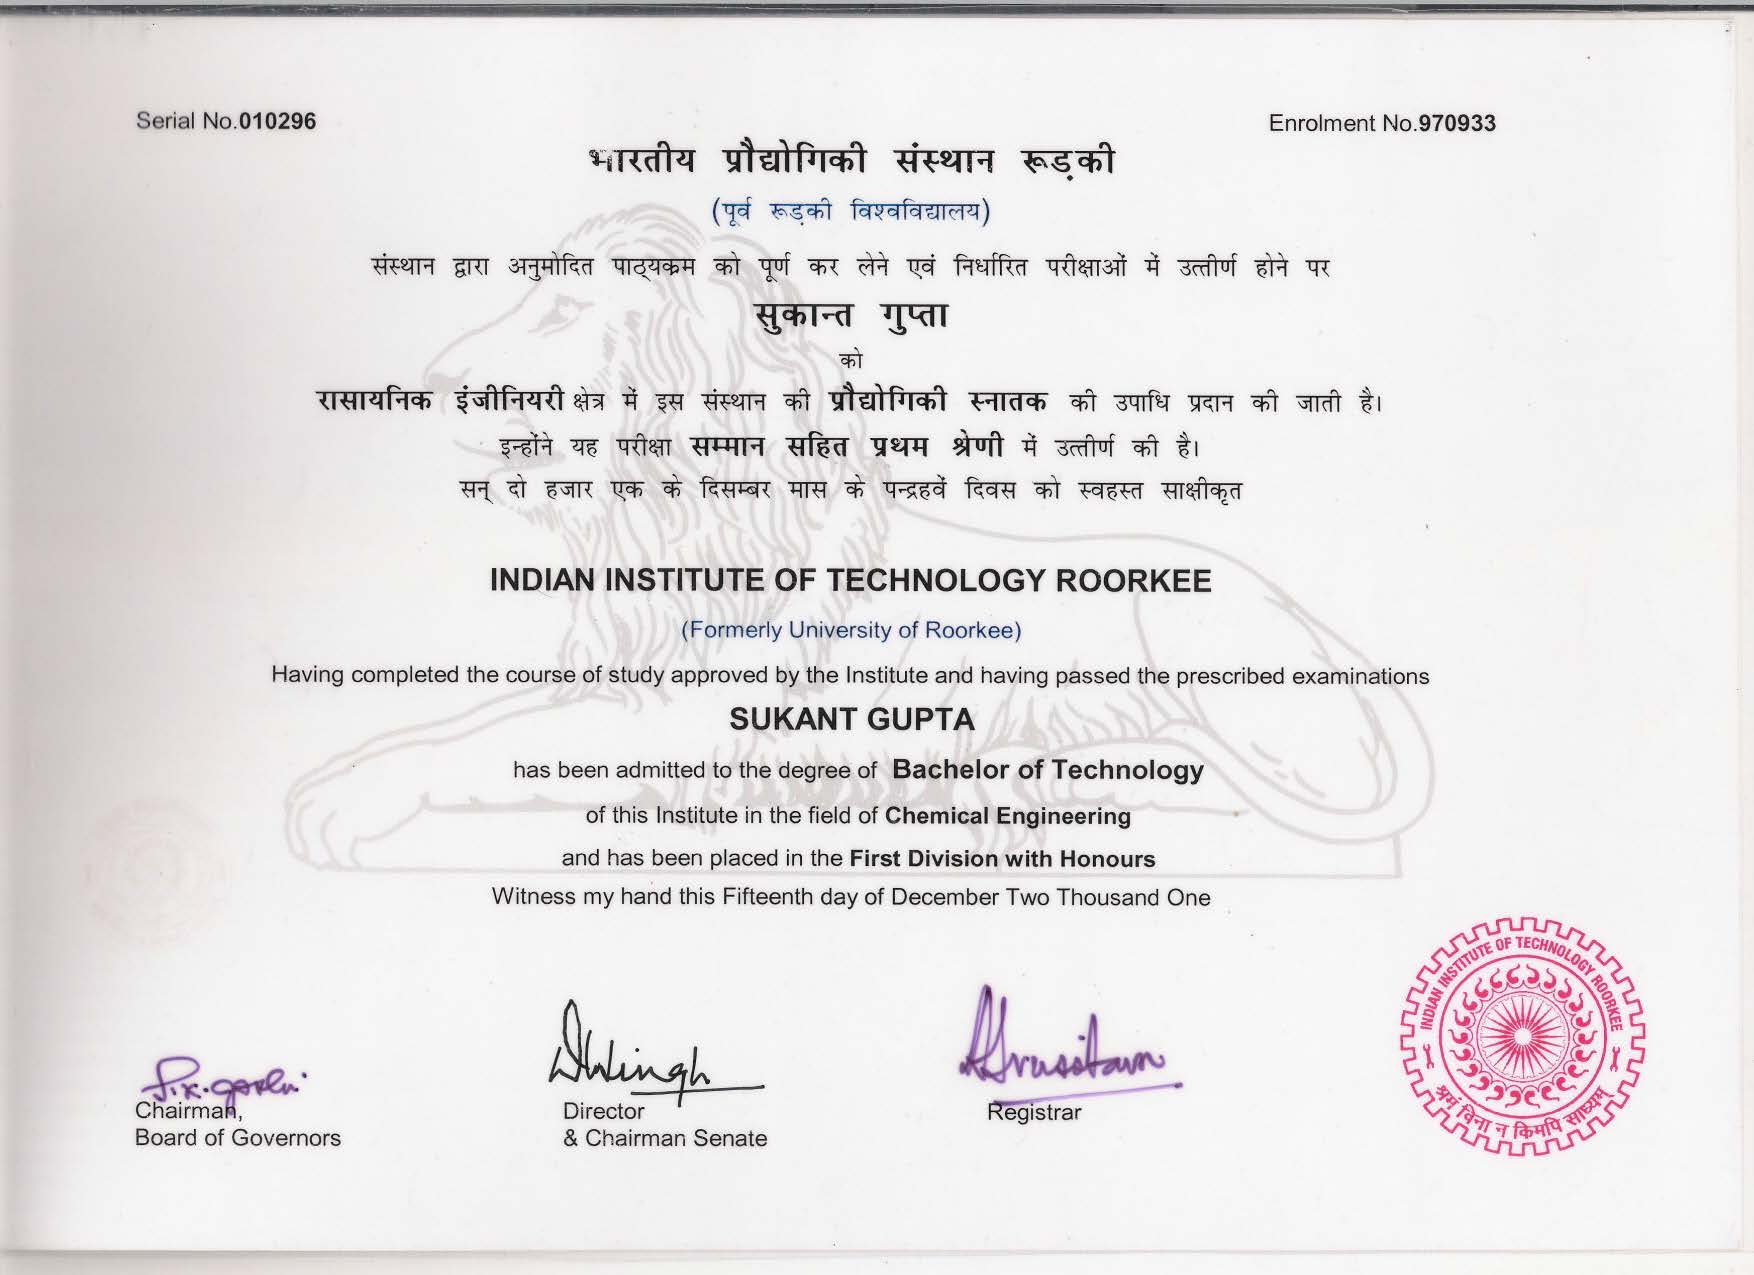 Serial No.010296
Enrolment No.970933
भारतीय प्रौद्योगिकी संस्थान रूड़की
(पूर्व रूड़की विश्वविद्यालय)
संस्थान द्वारा अनुमोदित पाठ्यक्रम को पूर्ण कर लेने एवं निर्धारित परीक्षाओं में उत्तीर्ण होने पर
सुकान्त गुप्ता
को
रासायनिक इंजीनियरी क्षेत्र में इस संस्थान की प्रौद्योगिकी स्नातक की उपाधि प्रदान की जाती है।
इन्होंने यह परीक्षा सम्मान सहित प्रथम श्रेणी में उत्तीर्ण की है।
सन् दो हजार एक के दिसम्बर मास के पन्द्रहवें दिवस को स्वहस्त साक्षीकृत
INDIAN INSTITUTE OF TECHNOLOGY ROORKEE
(Formerly University of Roorkee)
Having completed the course of study approved by the Institute and having passed the prescribed examinations
SUKANT GUPTA
has been admitted to the degree of Bachelor of Technology
of this Institute in the field of Chemical Engineering
and has been placed in the First Division with Honours
Witness my hand this Fifteenth day of December Two Thousand One
Chairman,
Board of Governors
Director
& Chairman Senate
Registrar
INDIAN INSTITUTE OF TECHNOLOGY ROORKEE
श्रमं विना न किमपि साध्यम्